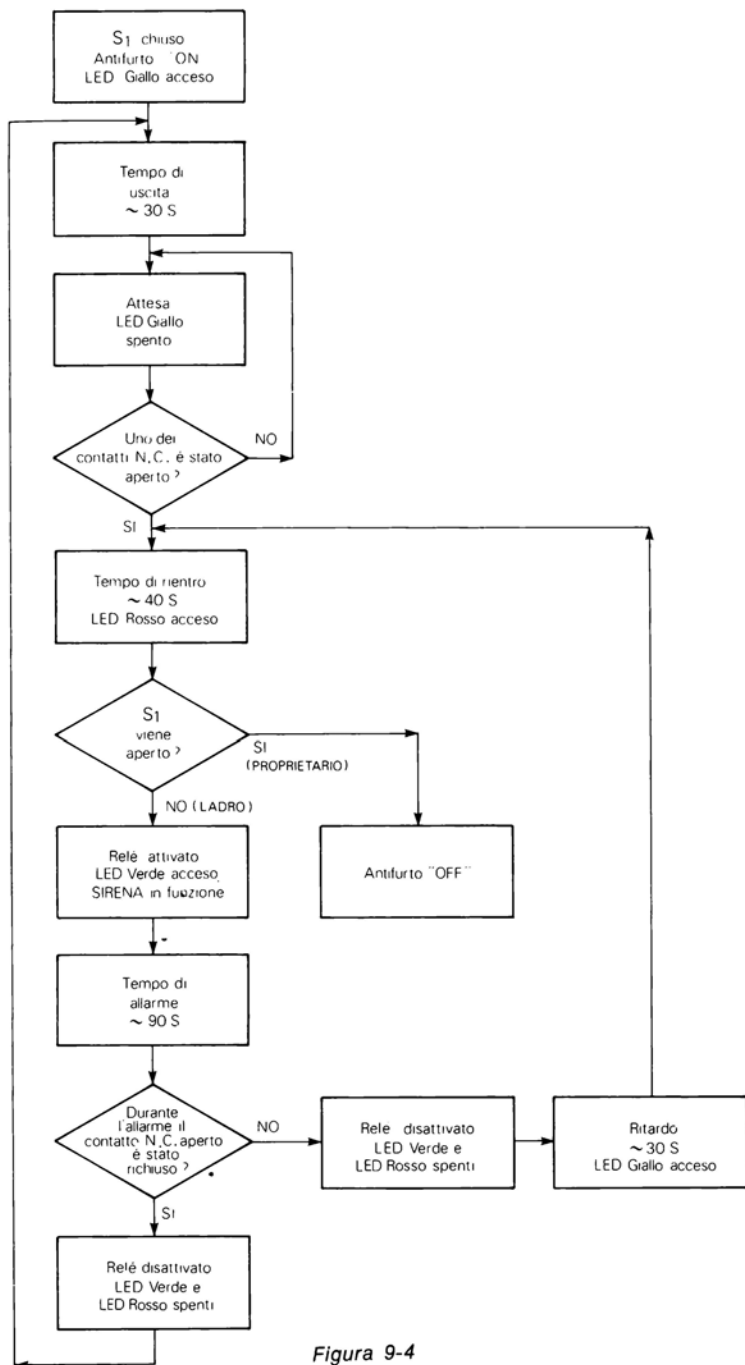 S1 chiuso
Antifurto "ON
LED Giallo acceso
Tempo di
uscita
~ 30 S
Attesa
LED Giallo
spento
Uno dei
contatti N.C. é stato
aperto?
NO
SI
Tempo di rientro
~ 40 S
LED Rosso acceso
S1
viene
aperto?
SI
(PROPRIETARIO)
NO (LADRO)
Relé attivato
LED Verde acceso
SIRENA in funzione
Antifurto "OFF"
Tempo di
allarme
~ 90 S
Durante
l'allarme il
contatto N.C. aperto
é stato
richiuso?
NO
Relé disattivato
LED Verde e
LED Rosso spenti
Ritardo
~ 30 S
LED Giallo acceso
SI
Relé disattivato
LED Verde e
LED Rosso spenti
Figura 9-4